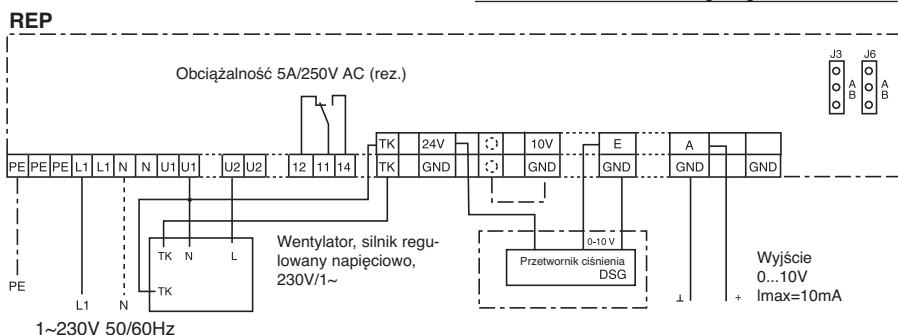 REP
J3 J6
A
B
A
B
Obciążalność 5A/250V AC (rez.)
TK 24V 10V E A
PE PE PE L1 L1 N N U1 U1 U2 U2 12 11 14 TK GND GND GND GND GND
TK N L
TK
Wentylator, silnik regu-
lowany napięciowo,
230V/1~
0-10 V
Przetwornik ciśnienia
DSG
Wyjście
0...10V
Imax=10mA
PE
L1 N
⊥ +
1~230V 50/60Hz